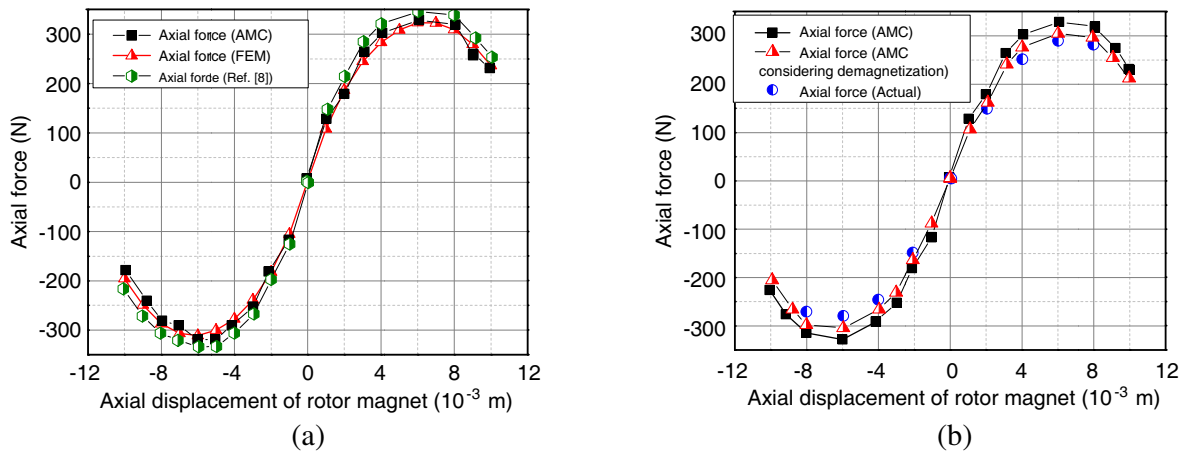 Axial force (AMC)
Axial force (FEM)
Axial forde (Ref. [8])
300
200
100
0
-100
-200
-300
Axial force (N)
-12 -8 -4 0 4 8 12
Axial displacement of rotor magnet (10⁻³ m)
(a)
Axial force (AMC)
Axial force (AMC
considering demagnetization)
Axial force (Actual)
300
200
100
0
-100
-200
-300
Axial force (N)
-12 -8 -4 0 4 8 12
Axial displacement of rotor magnet (10⁻³ m)
(b)